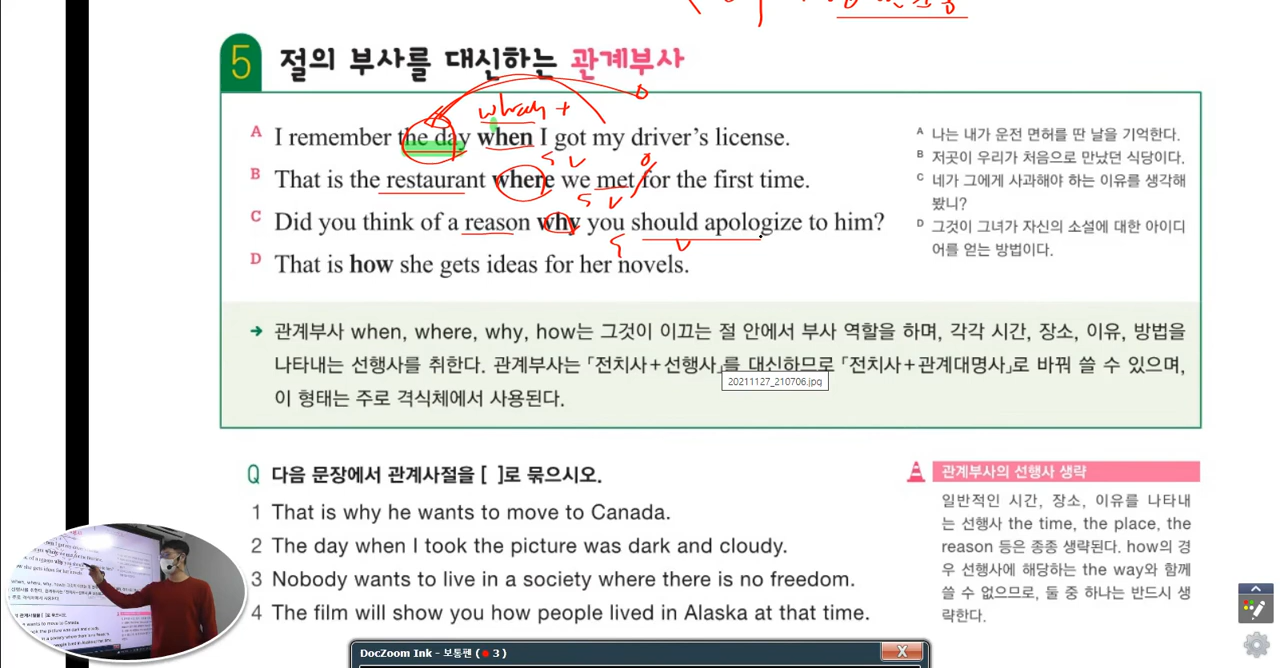 5 절의 부사를 대신하는 관계부사
A I remember the day when I got my driver's license.
B That is the restaurant where we met for the first time.
C Did you think of a reason why you should apologize to him?
D That is how she gets ideas for her novels.
A 나는 내가 운전 면허를 딴 날을 기억한다.
B 저곳이 우리가 처음으로 만났던 식당이다.
C 네가 그에게 사과해야 하는 이유를 생각해
봤니?
D 그것이 그녀가 자신의 소설에 대한 아이디
어를 얻는 방법이다.
→ 관계부사 when, where, why, how는 그것이 이끄는 절 안에서 부사 역할을 하며, 각각 시간, 장소, 이유, 방법을
나타내는 선행사를 취한다. 관계부사는 「전치사+선행사」를 대신하므로 「전치사+관계대명사」로 바꿔 쓸 수 있으며,
이 형태는 주로 격식체에서 사용된다.
20211127_210706.jpg
Q 다음 문장에서 관계사절을 [ ]로 묶으시오.
1 That is why he wants to move to Canada.
2 The day when I took the picture was dark and cloudy.
3 Nobody wants to live in a society where there is no freedom.
4 The film will show you how people lived in Alaska at that time.
관계부사의 선행사 생략
일반적인 시간, 장소, 이유를 나타내
는 선행사 the time, the place, the
reason 등은 종종 생략된다. how의 경
우 선행사에 해당하는 the way와 함께
쓸 수 없으므로, 둘 중 하나는 반드시 생
략한다.
DocZoom Ink - 보통펜 ( 3 )
X